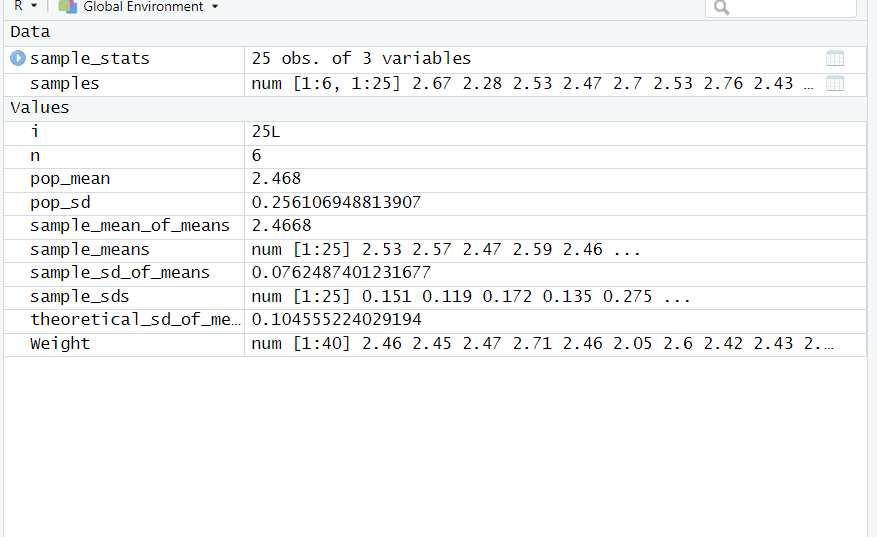 R Global Environment
Data
sample_stats 25 obs. of 3 variables
samples num [1:6, 1:25] 2.67 2.28 2.53 2.47 2.7 2.53 2.76 2.43 …
Values
i 25L
n 6
pop_mean 2.468
pop_sd 0.256106948813907
sample_mean_of_means 2.4668
sample_means num [1:25] 2.53 2.57 2.47 2.59 2.46 ...
sample_sd_of_means 0.0762487401231677
sample_sds num [1:25] 0.151 0.119 0.172 0.135 0.275 ...
theoretical_sd_of_me… 0.104555224029194
Weight num [1:40] 2.46 2.45 2.47 2.71 2.46 2.05 2.6 2.42 2.43 2.…